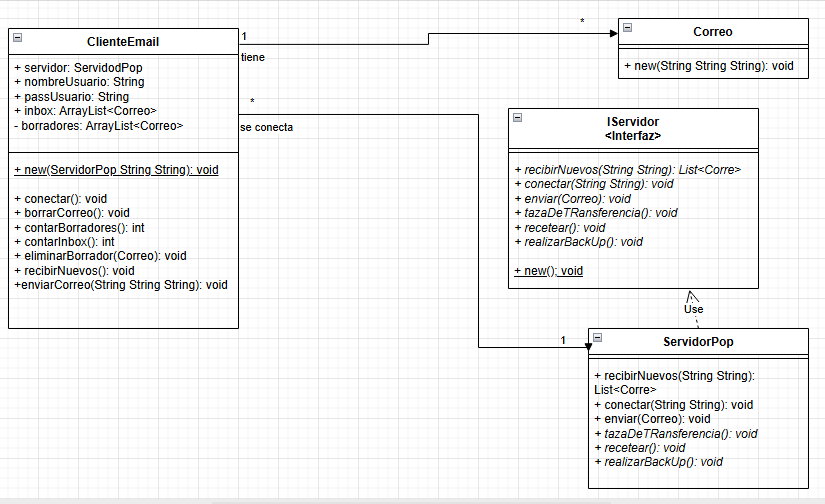 ClienteEmail
+ servidor: ServidodPop
+ nombreUsuario: String
+ passUsuario: String
+ inbox: ArrayList<Correo>
- borradores: ArrayList<Correo>
+ new(ServidorPop String String): void
+ conectar(): void
+ borrarCorreo(): void
+ contarBorradores(): int
+ contarInbox(): int
+ eliminarBorrador(Correo): void
+ recibirNuevos(): void
+enviarCorreo(String String String): void
1
tiene
*
*
se conecta
Correo
+ new(String String String): void
IServidor
<Interfaz>
+ recibirNuevos(String String): List<Corre>
+ conectar(String String): void
+ enviar(Correo): void
+ tazaDeTRansferencia(): void
+ recetear(): void
+ realizarBackUp(): void
+ new(); void
Use
1
ServidorPop
+ recibirNuevos(String String):
List<Corre>
+ conectar(String String): void
+ enviar(Correo): void
+ tazaDeTRansferencia(): void
+ recetear(): void
+ realizarBackUp(): void